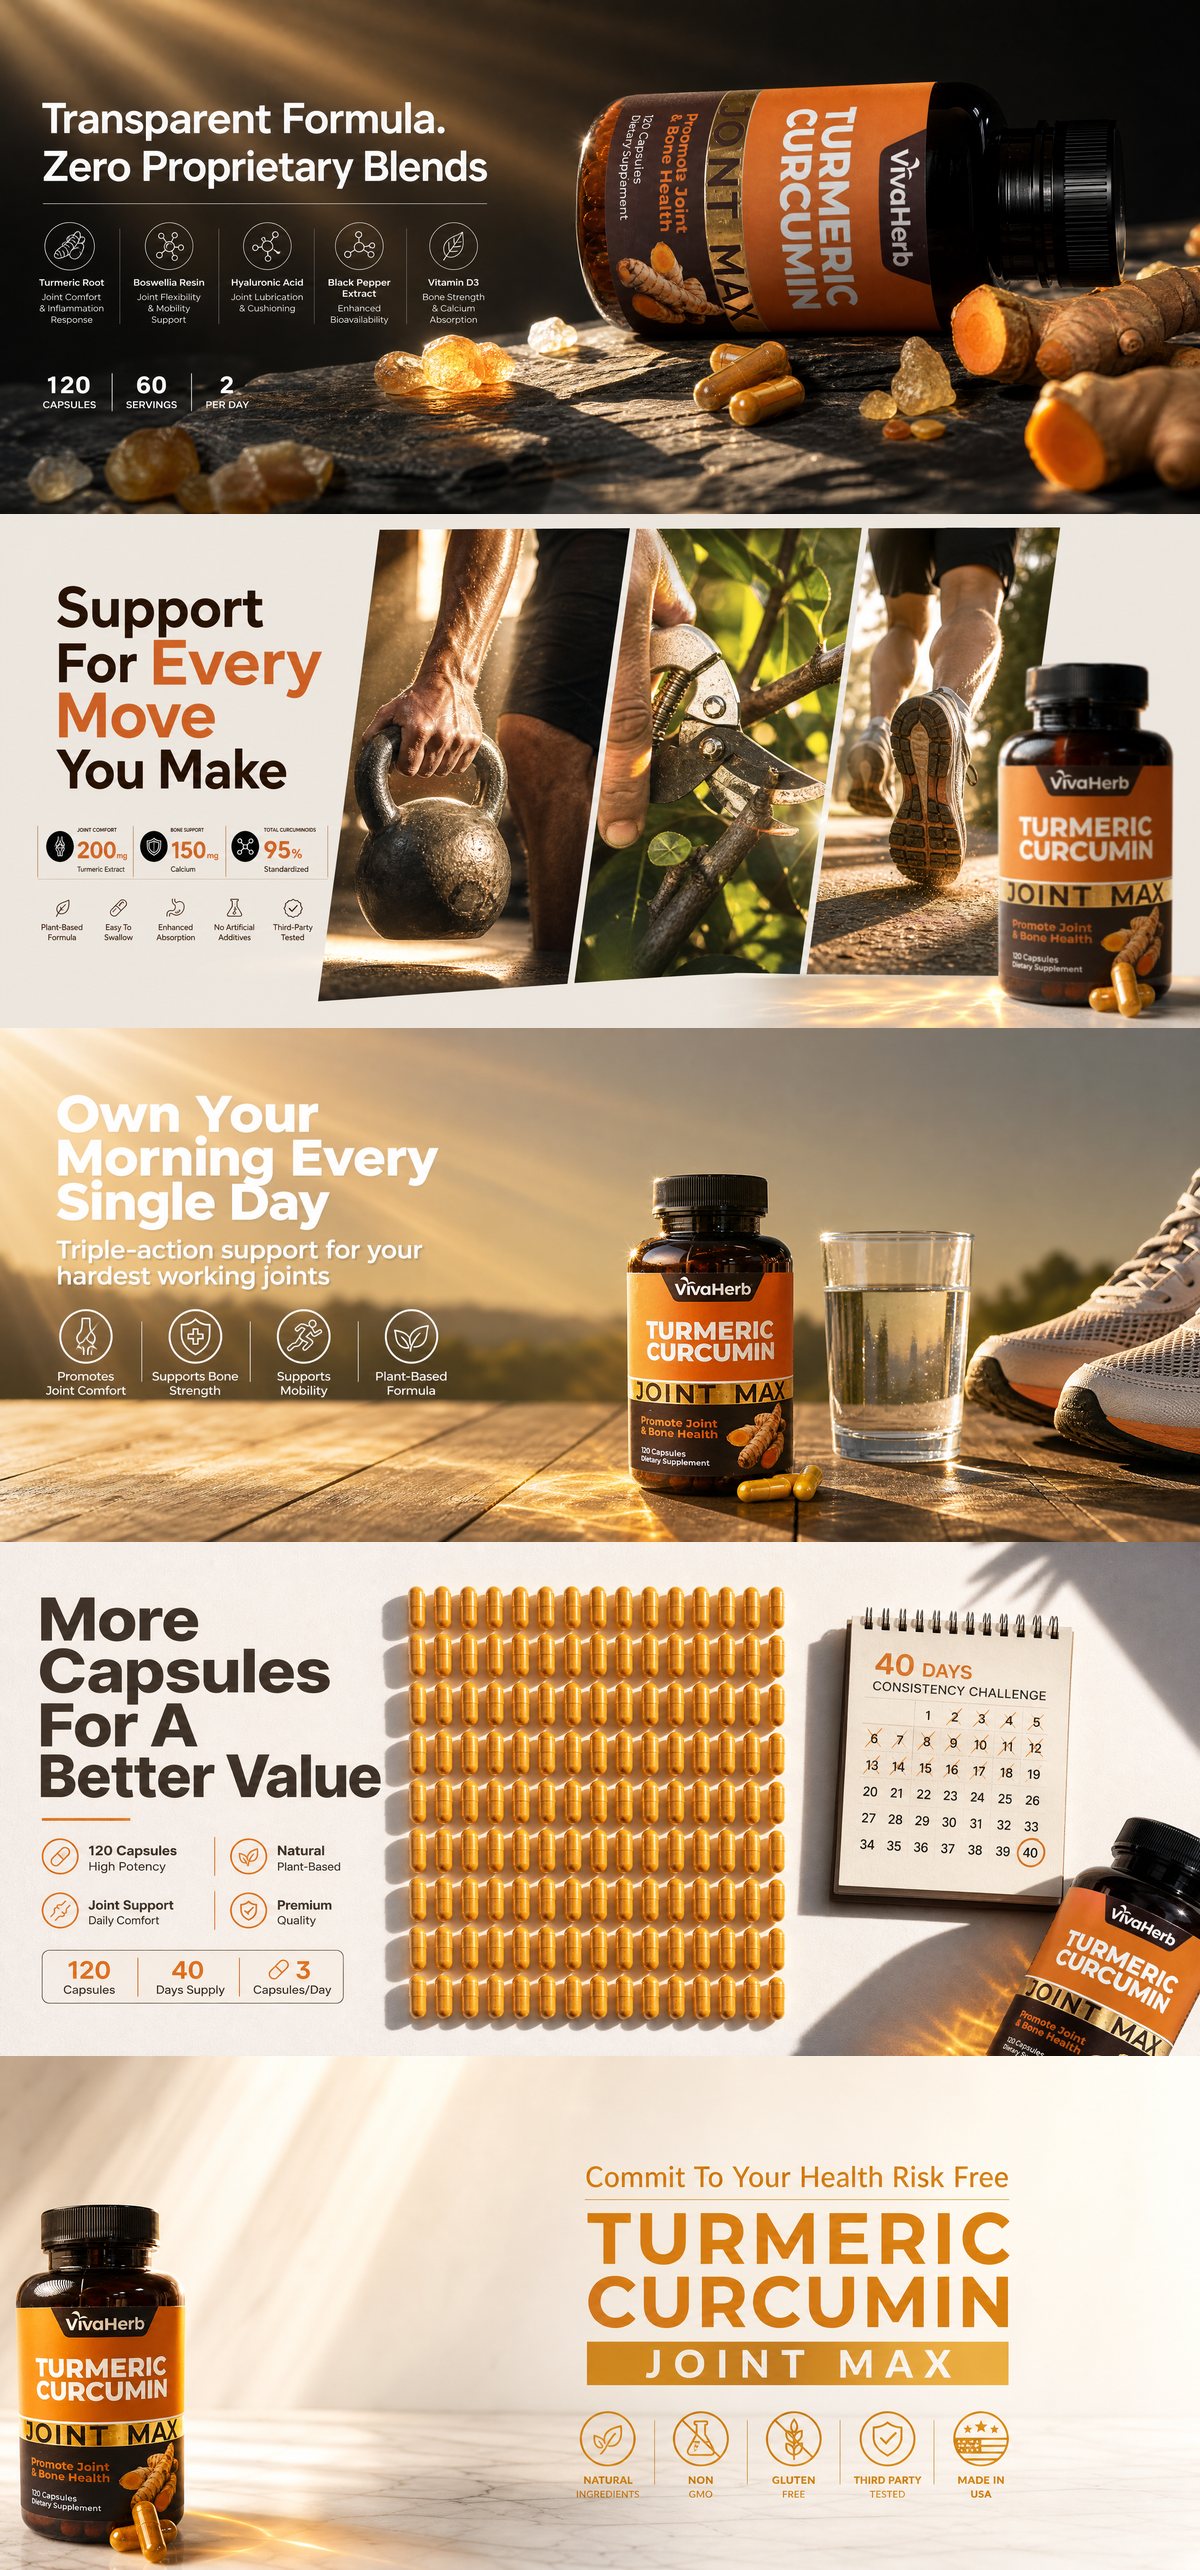 Transparent Formula.
Zero Proprietary Blends
Turmeric Root
Joint Comfort
& Inflammation
Response
Boswellia Resin
Joint Flexibility
& Mobility
Support
Hyaluronic Acid
Joint Lubrication
& Cushioning
Black Pepper
Extract
Enhanced
Bioavailability
Vitamin D3
Bone Strength
& Calcium
Absorption
120
CAPSULES
60
SERVINGS
2
PER DAY
VivaHerb
TURMERIC
CURCUMIN
JOINT MAX
Promote Joint
& Bone Health
120 Capsules
Dietary Supplement
Support
For Every
Move
You Make
JOINT COMFORT
200mg
Turmeric Extract
BONE SUPPORT
150mg
Calcium
TOTAL CURCUMINOIDS
95%
Standardized
Plant-Based
Formula
Easy To
Swallow
Enhanced
Absorption
No Artificial
Additives
Third-Party
Tested
VivaHerb
TURMERIC
CURCUMIN
JOINT MAX
Promote Joint
& Bone Health
120 Capsules
Dietary Supplement
Own Your
Morning Every
Single Day
Triple-action support for your
hardest working joints
Promotes
Joint Comfort
Supports Bone
Strength
Supports
Mobility
Plant-Based
Formula
VivaHerb
TURMERIC
CURCUMIN
JOINT MAX
Promote Joint
& Bone Health
120 Capsules
Dietary Supplement
More
Capsules
For A
Better Value
120 Capsules
High Potency
Natural
Plant-Based
Joint Support
Daily Comfort
Premium
Quality
120
Capsules
40
Days Supply
3
Capsules/Day
40 DAYS
CONSISTENCY CHALLENGE
1 2 3 4 5
6 7 8 9 10 11 12
13 14 15 16 17 18 19
20 21 22 23 24 25 26
27 28 29 30 31 32 33
34 35 36 37 38 39 40
VivaHerb
TURMERIC
CURCUMIN
JOINT MAX
Promote Joint
& Bone Health
120 Capsules
Commit To Your Health Risk Free
TURMERIC
CURCUMIN
JOINT MAX
NATURAL
INGREDIENTS
NON
GMO
GLUTEN
FREE
THIRD PARTY
TESTED
MADE IN
USA
VivaHerb
TURMERIC
CURCUMIN
JOINT MAX
Promote Joint
& Bone Health
120 Capsules
Dietary Supplement